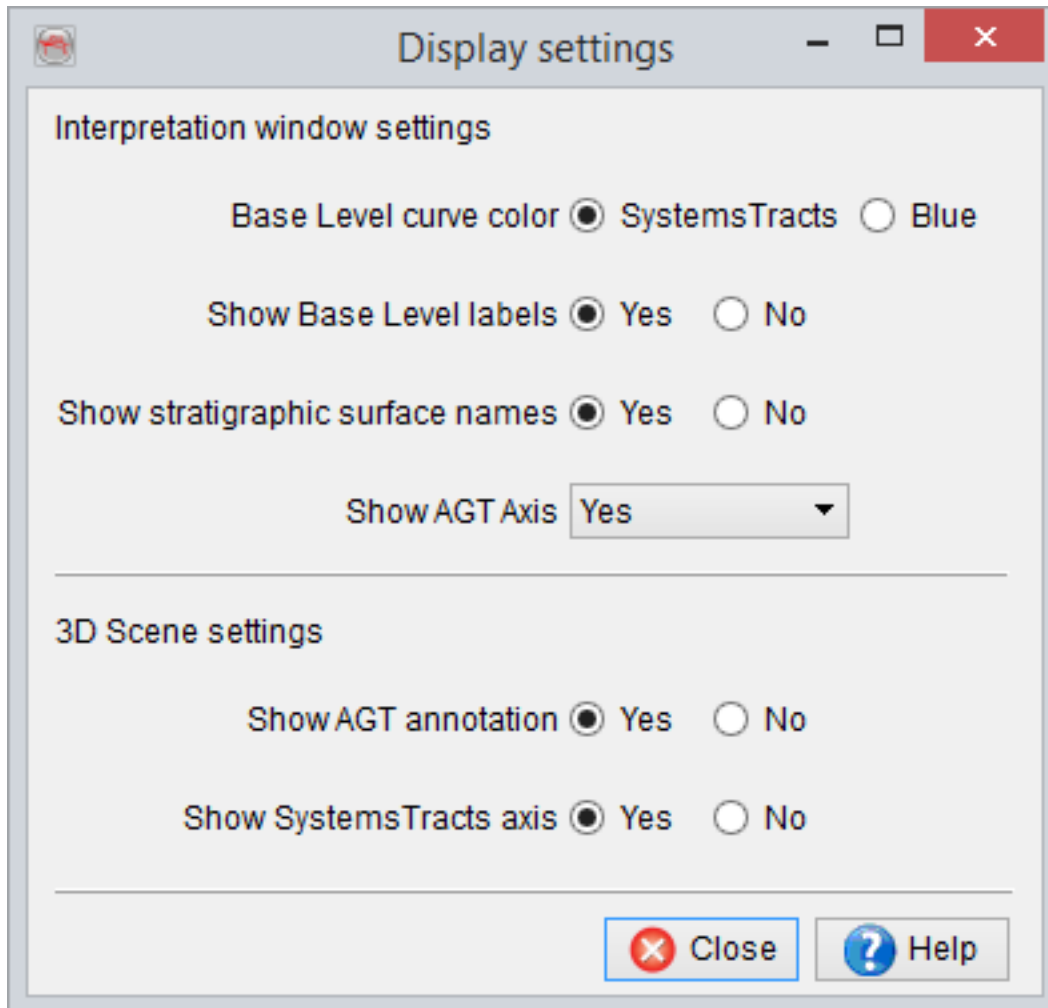 Display settings
Interpretation window settings
Base Level curve color SystemsTracts Blue
Show Base Level labels Yes No
Show stratigraphic surface names Yes No
Show AGT Axis Yes
3D Scene settings
Show AGT annotation Yes No
Show SystemsTracts axis Yes No
Close Help